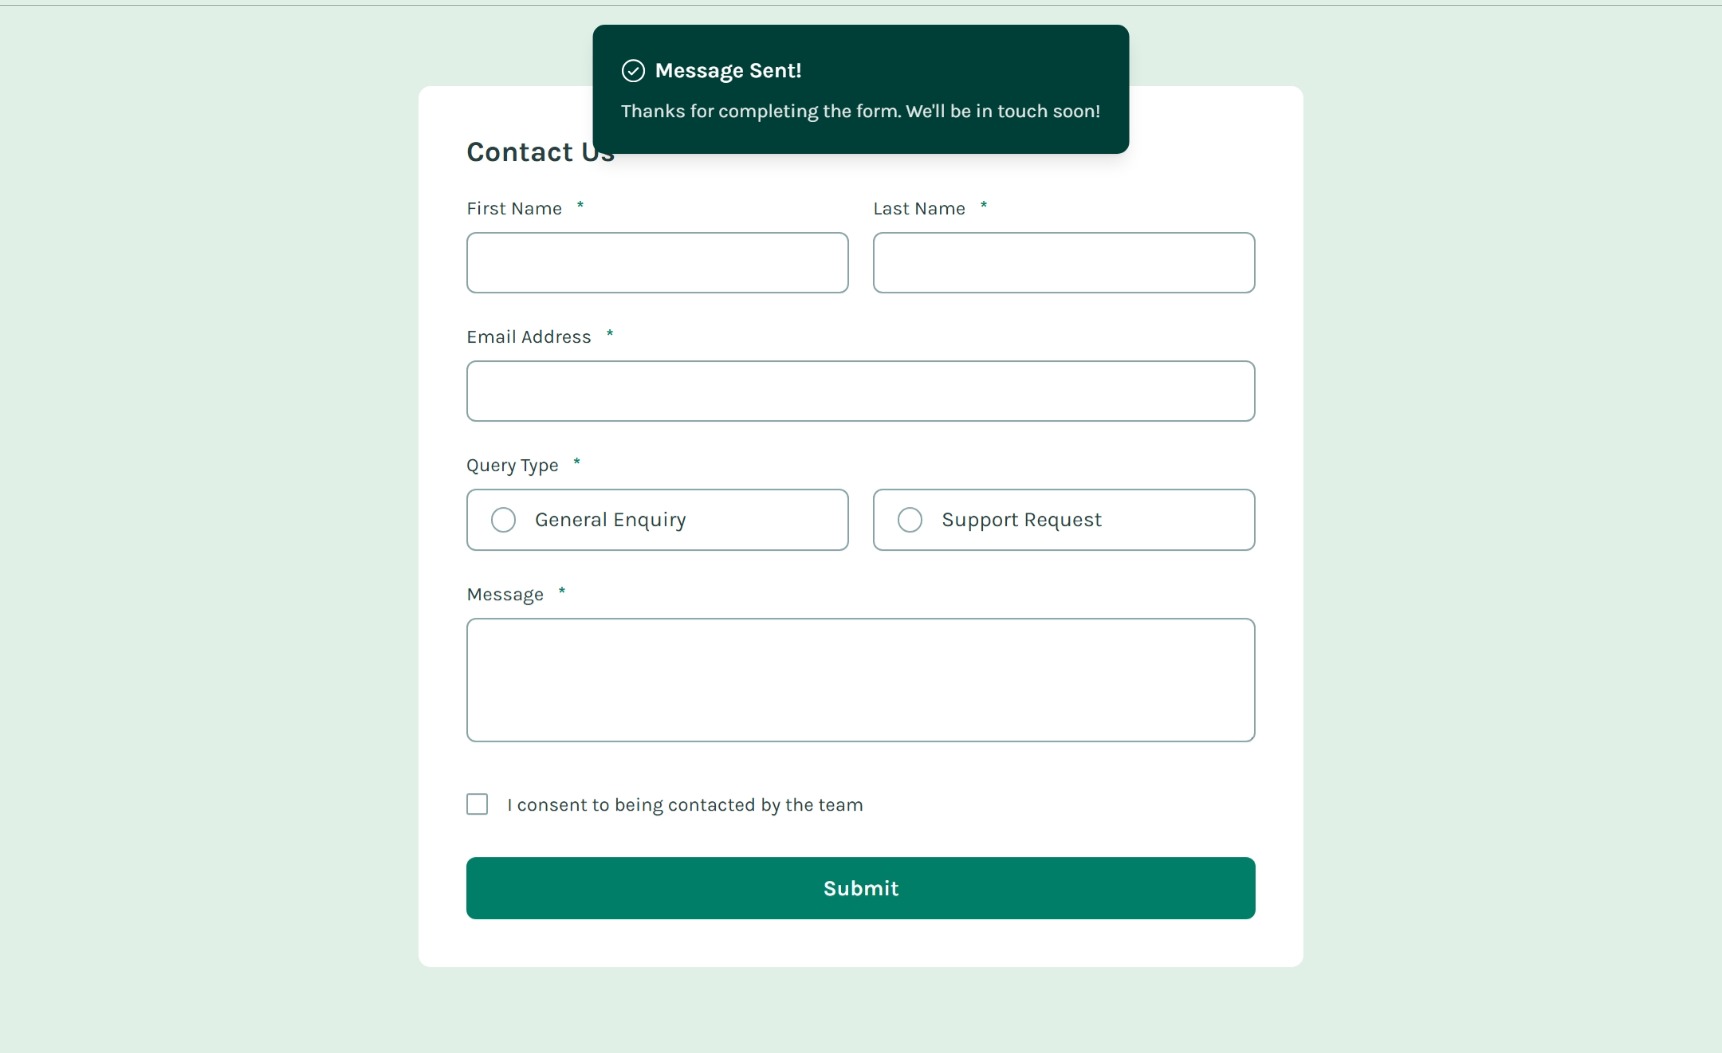 Message Sent!
Thanks for completing the form. We'll be in touch soon!
Contact Us
First Name *
Last Name *
Email Address *
Query Type *
General Enquiry
Support Request
Message *
I consent to being contacted by the team
Submit